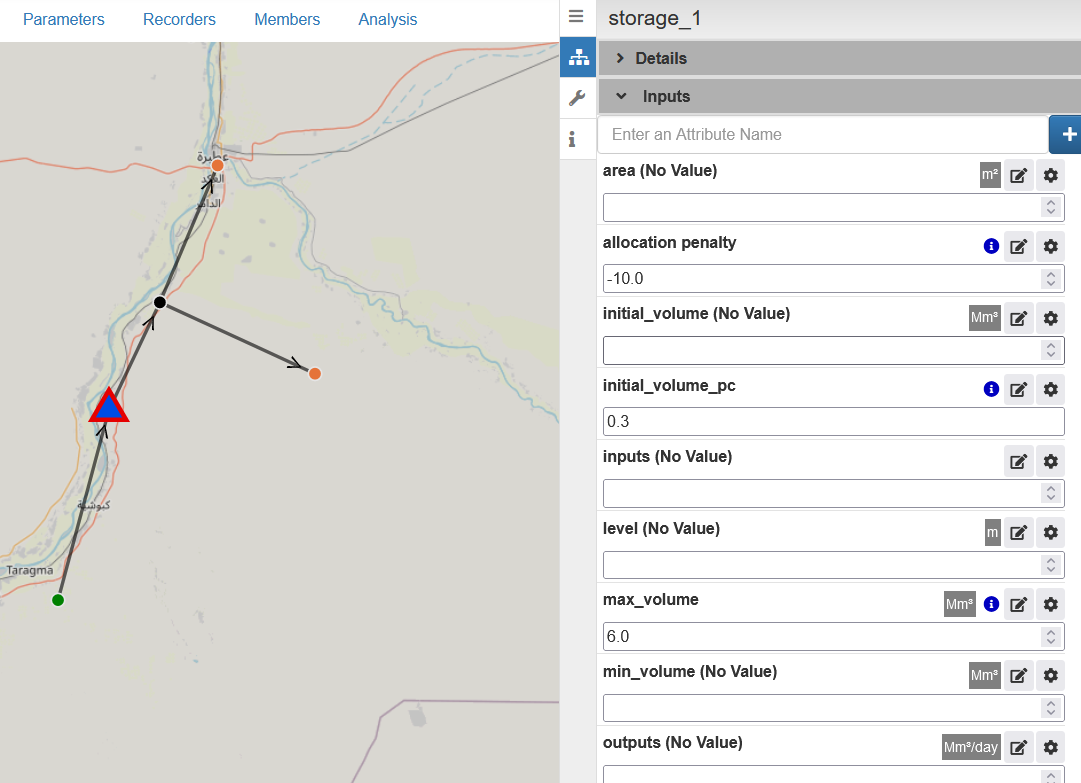 Parameters Recorders Members Analysis
storage_1
Details
Inputs
Enter an Attribute Name
area (No Value) m²
allocation penalty
-10.0
initial_volume (No Value) Mm³
initial_volume_pc
0.3
inputs (No Value)
level (No Value) m
max_volume Mm³
6.0
min_volume (No Value) Mm³
outputs (No Value) Mm³/day
عطبرة
الدامر
كبوشية
Taragma